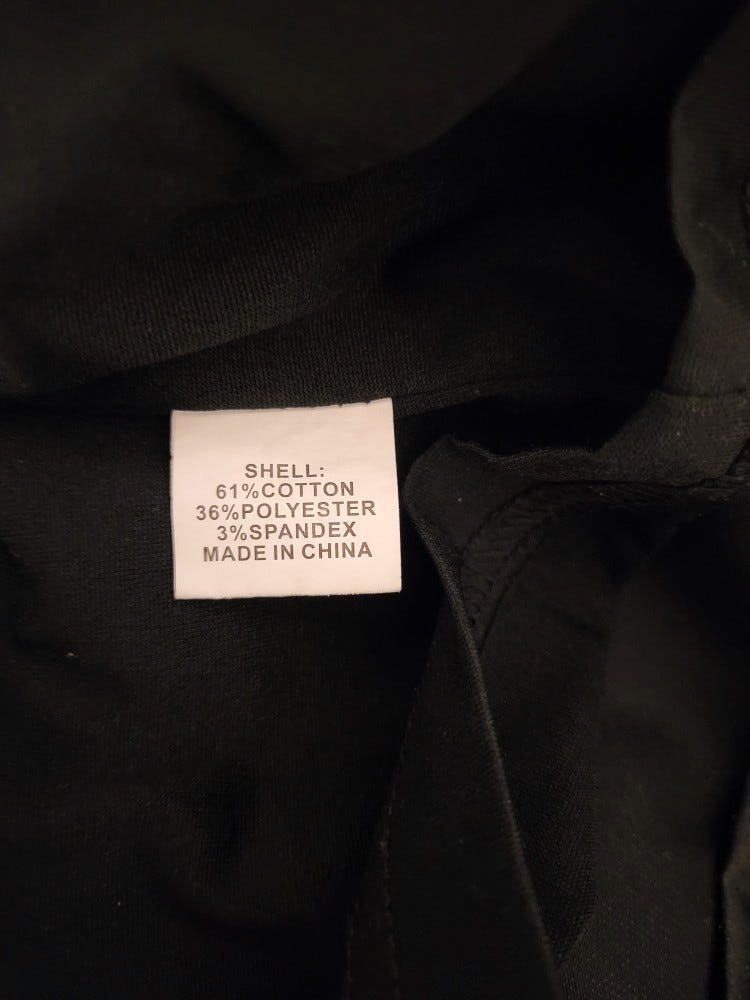 SHELL:
61%COTTON
36%POLYESTER
3%SPANDEX
MADE IN CHINA